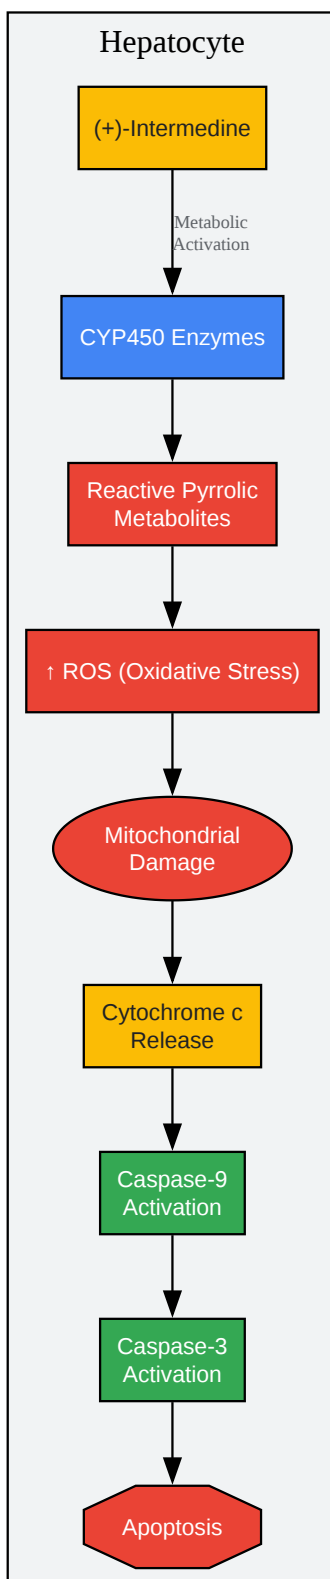 Hepatocyte
(+)-Intermedine
Metabolic
Activation
CYP450 Enzymes
Reactive Pyrrolic
Metabolites
↑ ROS (Oxidative Stress)
Mitochondrial
Damage
Cytochrome c
Release
Caspase-9
Activation
Caspase-3
Activation
Apoptosis